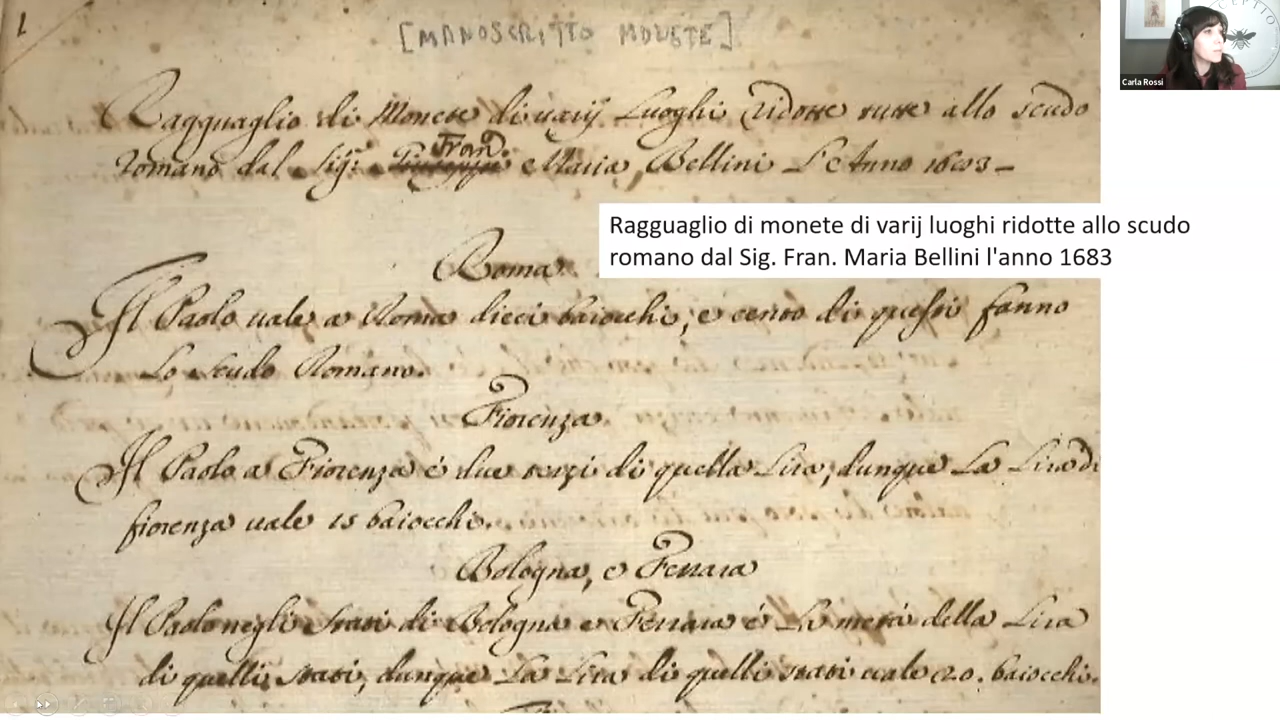 1
[MANOSCRITTO MONETE]
Ragguaglio di Monete di varij Luoghi ridotte tutte allo scudo
Romano dal Sig.r Fran. Maria Bellini L'Anno 1683
Ragguaglio di monete di varij luoghi ridotte allo scudo
romano dal Sig. Fran. Maria Bellini l'anno 1683
Roma
Il Paolo vale a Roma dieci baiocchi, e cento di questi fanno
Lo scudo Romano.
Fiorenza
Il Paolo a Fiorenza é due terzi di quella Lira, dunque La Lira di
fiorenza vale 15 baiocchi.
Bologna, e Ferrara
Il Paolo negli stati di Bologna e Ferrara é La metá della Lira
di quelli stati, dunque La Lira di quelli stati vale 20. baiocchi.
Carla Rossi
CEPTIO